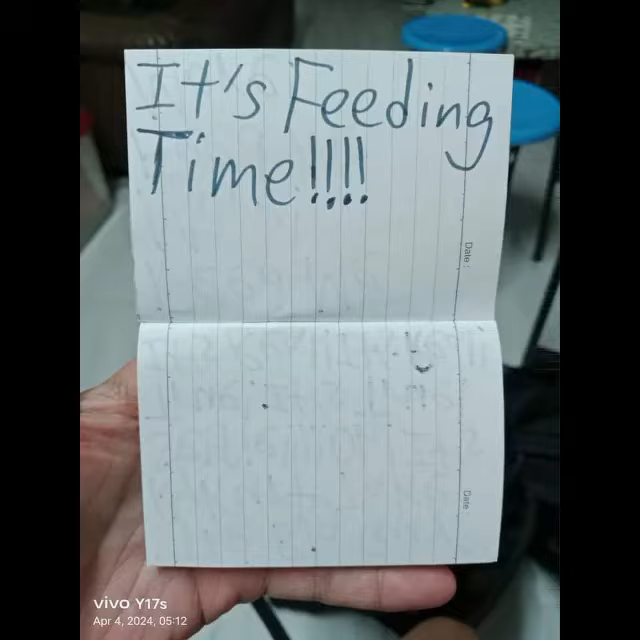 It's Feeding
Time!!!!
Date :
Date :
vivo Y17s
Apr 4, 2024, 05:12